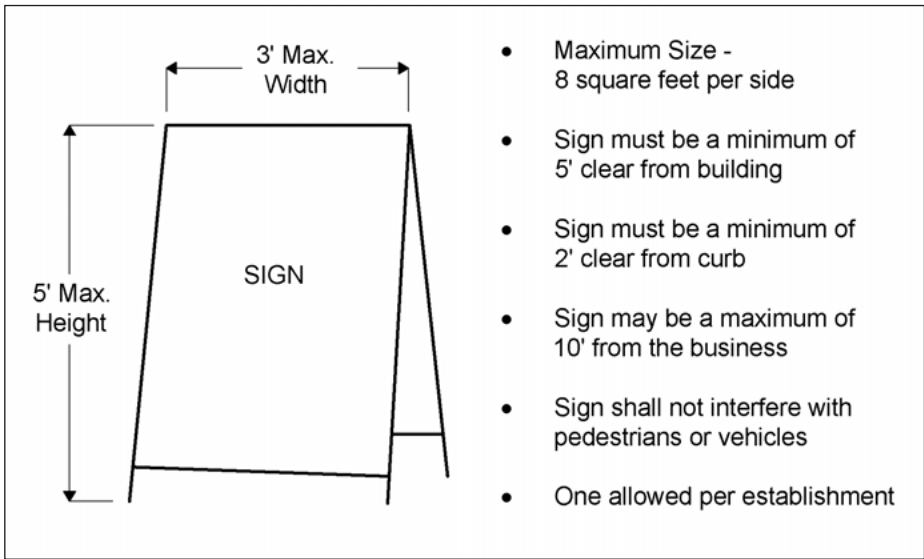 3' Max.
Width
5' Max.
Height
SIGN
• Maximum Size -
8 square feet per side
• Sign must be a minimum of
5' clear from building
• Sign must be a minimum of
2' clear from curb
• Sign may be a maximum of
10' from the business
• Sign shall not interfere with
pedestrians or vehicles
• One allowed per establishment